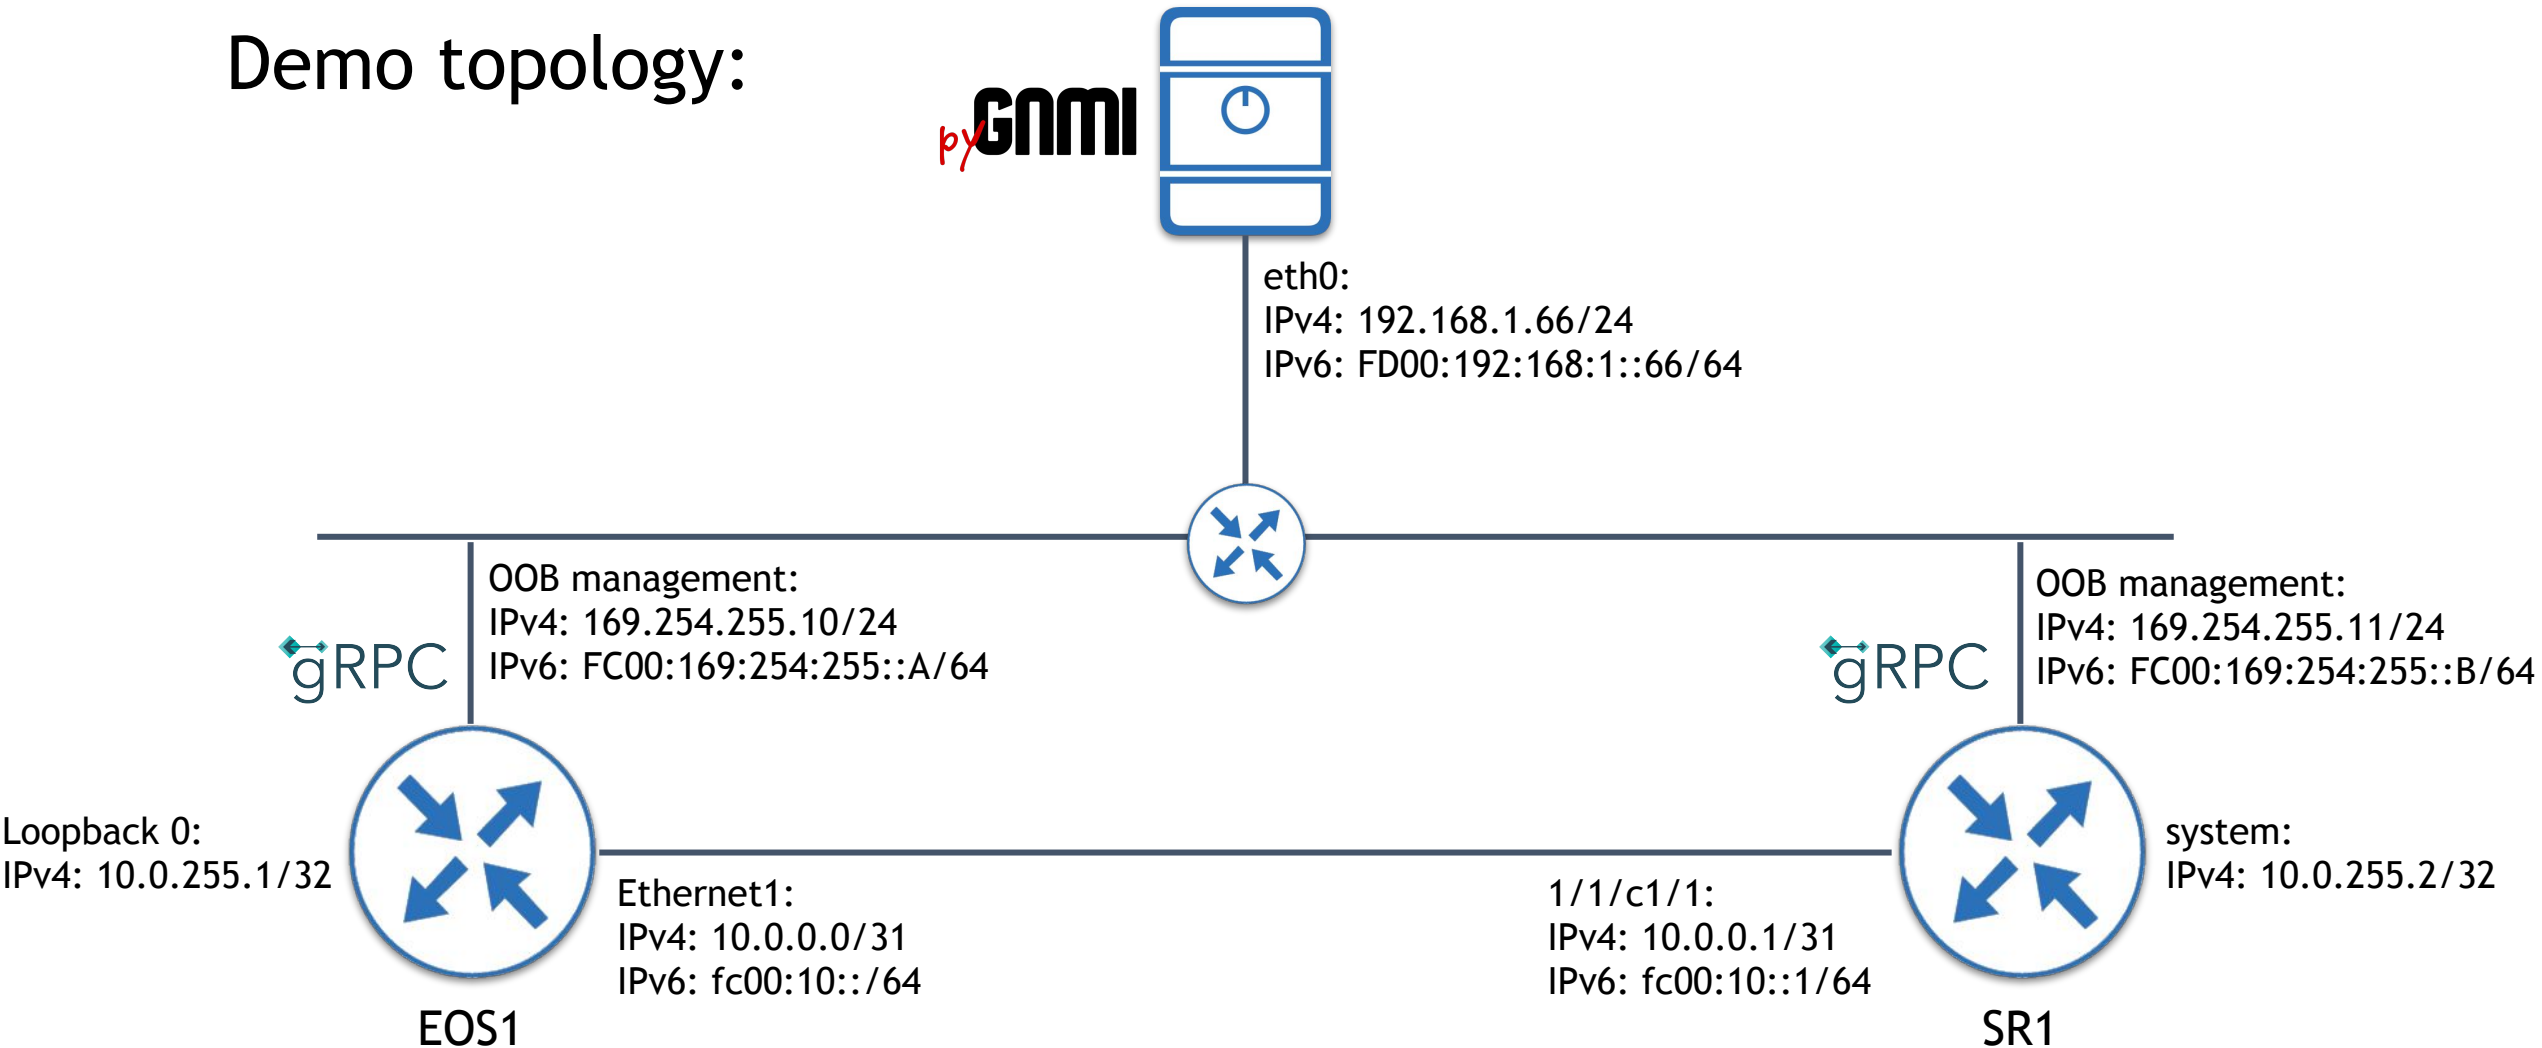 Demo topology:
pyGNMI
eth0:
IPv4: 192.168.1.66/24
IPv6: FD00:192:168:1::66/64
OOB management:
IPv4: 169.254.255.10/24
IPv6: FC00:169:254:255::A/64
gRPC
OOB management:
IPv4: 169.254.255.11/24
IPv6: FC00:169:254:255::B/64
gRPC
Loopback 0:
IPv4: 10.0.255.1/32
Ethernet1:
IPv4: 10.0.0.0/31
IPv6: fc00:10::/64
1/1/c1/1:
IPv4: 10.0.0.1/31
IPv6: fc00:10::1/64
system:
IPv4: 10.0.255.2/32
EOS1
SR1